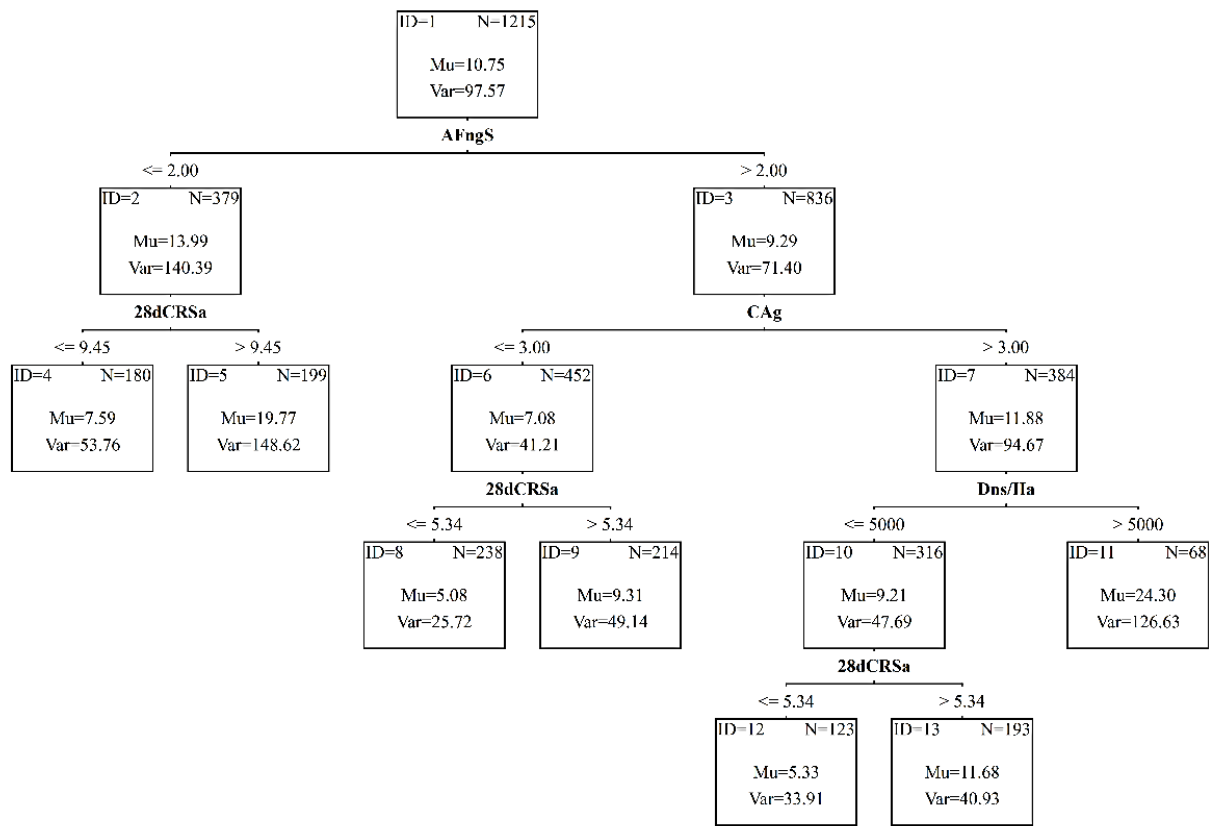 ID=1 N=1215
Mu=10.75
Var=97.57
AFngS
<= 2.00 > 2.00
ID=2 N=379
Mu=13.99
Var=140.39
ID=3 N=836
Mu=9.29
Var=71.40
28dCRSa CAg
<= 9.45 > 9.45 <= 3.00 > 3.00
ID=4 N=180
Mu=7.59
Var=53.76
ID=5 N=199
Mu=19.77
Var=148.62
ID=6 N=452
Mu=7.08
Var=41.21
ID=7 N=384
Mu=11.88
Var=94.67
28dCRSa Dns/Ha
<= 5.34 > 5.34 <= 5000 > 5000
ID=8 N=238
Mu=5.08
Var=25.72
ID=9 N=214
Mu=9.31
Var=49.14
ID=10 N=316
Mu=9.21
Var=47.69
ID=11 N=68
Mu=24.30
Var=126.63
28dCRSa
<= 5.34 > 5.34
ID=12 N=123
Mu=5.33
Var=33.91
ID=13 N=193
Mu=11.68
Var=40.93